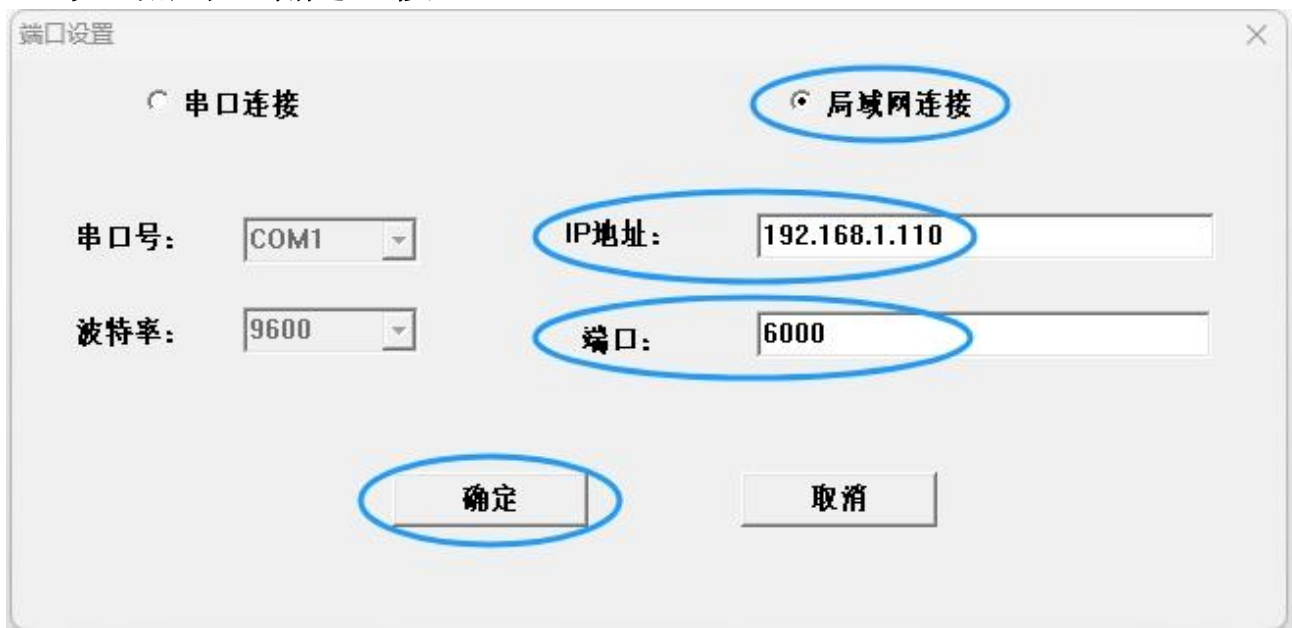 端口设置
串口连接 局域网连接
串口号： COM1 IP地址： 192.168.1.110
波特率： 9600 端口： 6000
确定 取消